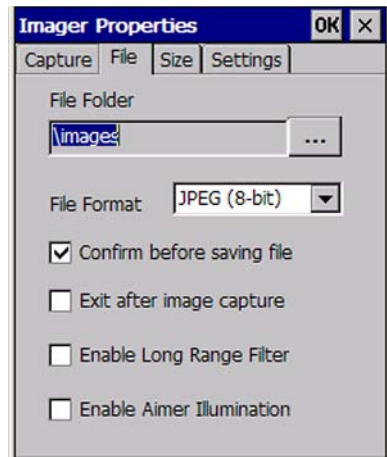 Imager Properties OK ×
Capture File Size Settings
File Folder
\images ...
File Format JPEG (8-bit)
Confirm before saving file
Exit after image capture
Enable Long Range Filter
Enable Aimer Illumination